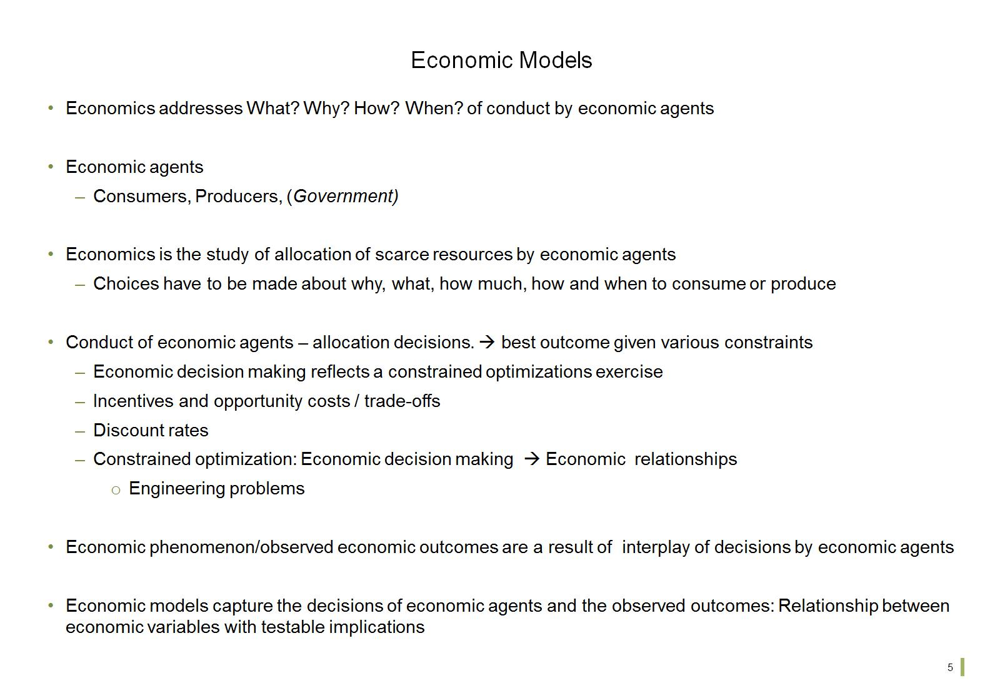 Economic Models
• Economics addresses What? Why? How? When? of conduct by economic agents
• Economic agents
– Consumers, Producers, (Government)
• Economics is the study of allocation of scarce resources by economic agents
– Choices have to be made about why, what, how much, how and when to consume or produce
• Conduct of economic agents – allocation decisions. → best outcome given various constraints
– Economic decision making reflects a constrained optimizations exercise
– Incentives and opportunity costs / trade-offs
– Discount rates
– Constrained optimization: Economic decision making → Economic relationships
o Engineering problems
• Economic phenomenon/observed economic outcomes are a result of interplay of decisions by economic agents
• Economic models capture the decisions of economic agents and the observed outcomes: Relationship between
economic variables with testable implications
5